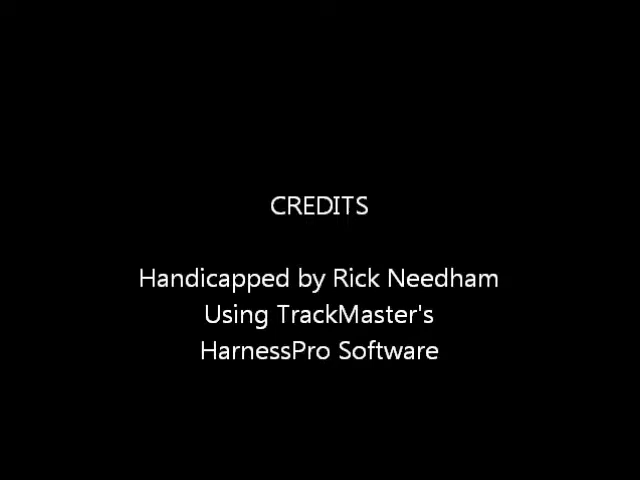 CREDITS
Handicapped by Rick Needham
Using TrackMaster's
HarnessPro Software